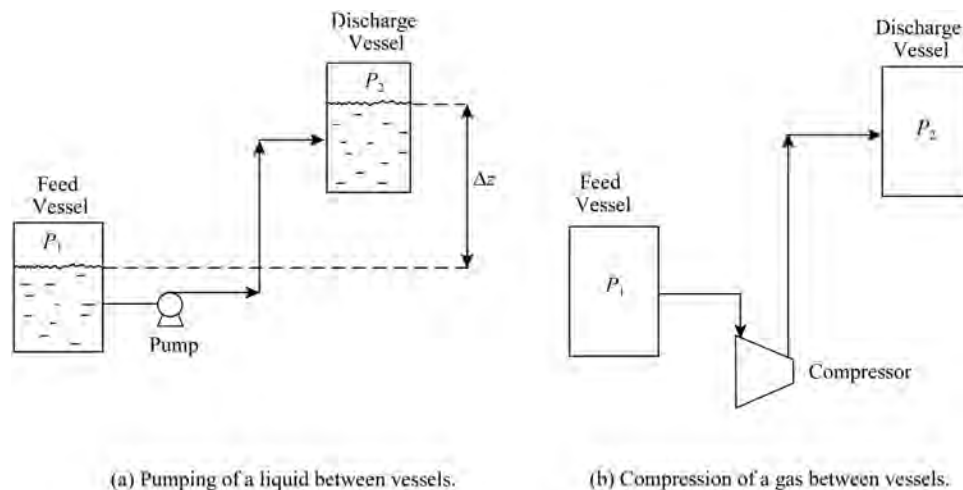 Discharge
Vessel
P₂
Δz
Feed
Vessel
P₁
Pump
(a) Pumping of a liquid between vessels.
Discharge
Vessel
P₂
Feed
Vessel
P₁
Compressor
(b) Compression of a gas between vessels.